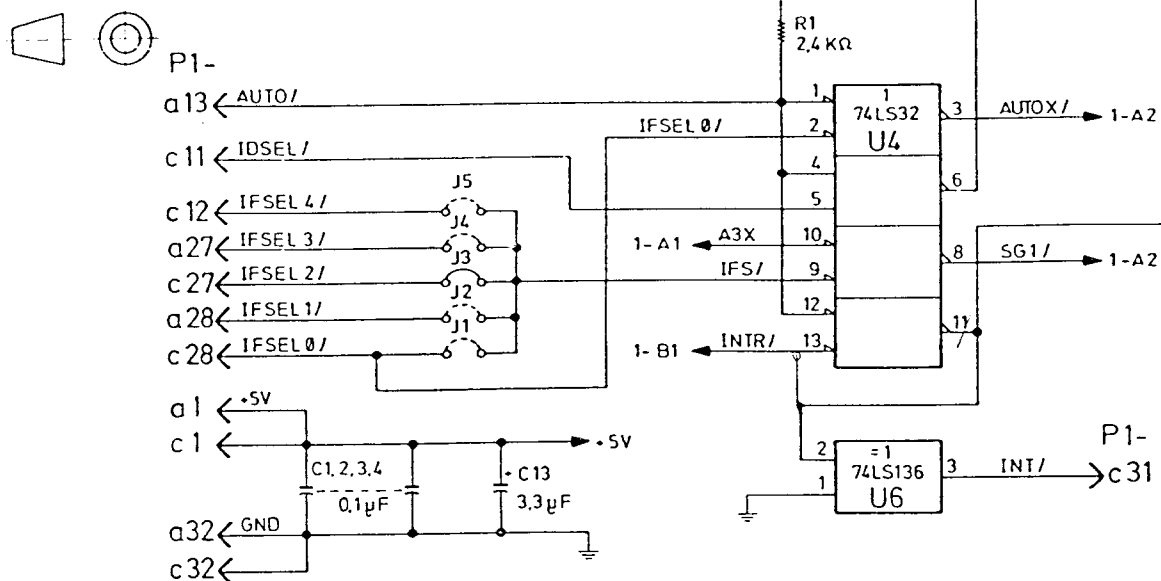 R1
2,4 KΩ
P1-
a13 AUTO/
1
1
74LS32
U4
3 AUTOX/ 1-A2
IFSEL 0/ 2
c11 IDSEL/
4
6
J5
5
c12 IFSEL 4/
J4
a27 IFSEL 3/
1-A1 A3X 10
J3
8 SG1/ 1-A2
c27 IFSEL 2/
IFS/ 9
J2
a28 IFSEL 1/
12
J1
11
c28 IFSEL 0/
1-B1 INTR/ 13
a1 +5V
c1 +5V
C1,2,3,4
0,1µF
+ C13
3,3µF
2
=1
74LS136
U6
1
3 INT/
P1-
c31
a32 GND
c32